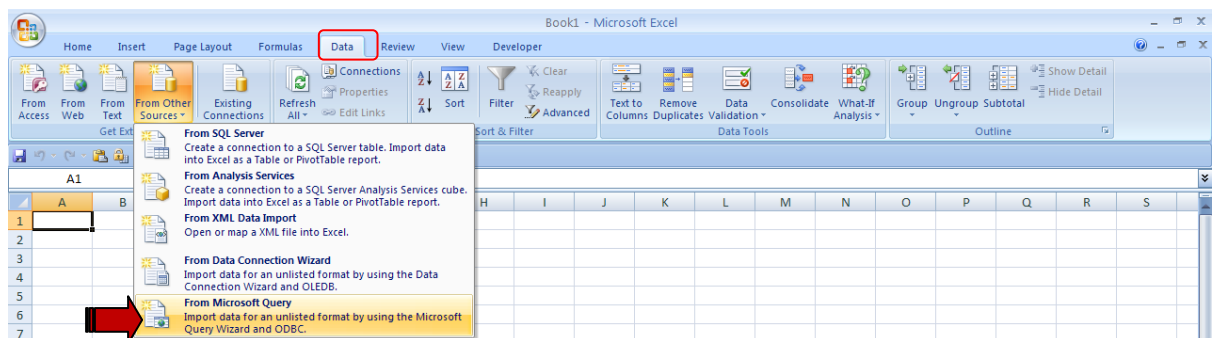 Book1 - Microsoft Excel
Home Insert Page Layout Formulas Data Review View Developer
From Access
From Web
From Text
From Other Sources
Existing Connections
Refresh All
Connections
Properties
Edit Links
Sort
Filter
Clear
Reapply
Advanced
Text to Columns
Remove Duplicates
Data Validation
Consolidate
What-If Analysis
Group
Ungroup
Subtotal
Show Detail
Hide Detail
Get Ext
Sort & Filter
Data Tools
Outline
From SQL Server
Create a connection to a SQL Server table. Import data
into Excel as a Table or PivotTable report.
From Analysis Services
Create a connection to a SQL Server Analysis Services cube.
Import data into Excel as a Table or PivotTable report.
From XML Data Import
Open or map a XML file into Excel.
From Data Connection Wizard
Import data for an unlisted format by using the Data
Connection Wizard and OLEDB.
From Microsoft Query
Import data for an unlisted format by using the Microsoft
Query Wizard and ODBC.
A1
A B H I J K L M N O P Q R S
1
2
3
4
5
6
7